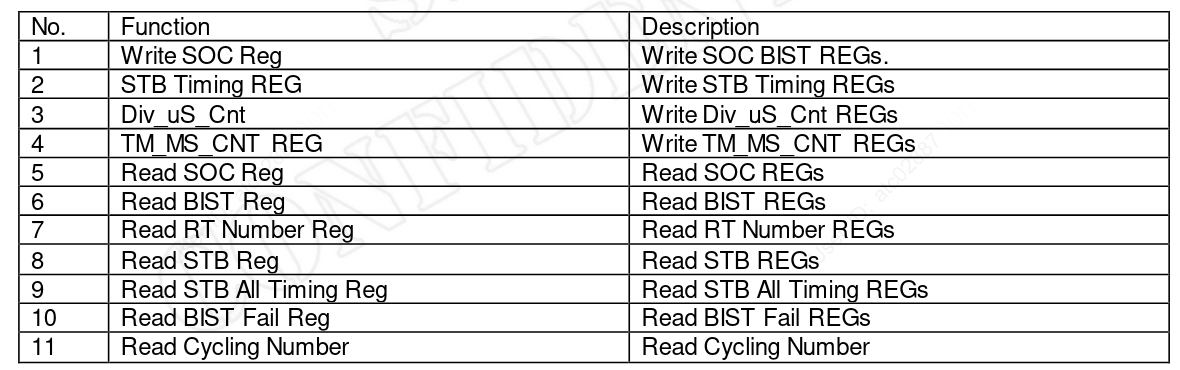 No. Function Description
1 Write SOC Reg Write SOC BIST REGs.
2 STB Timing REG Write STB Timing REGs
3 Div_uS_Cnt Write Div_uS_Cnt REGs
4 TM_MS_CNT REG Write TM_MS_CNT REGs
5 Read SOC Reg Read SOC REGs
6 Read BIST Reg Read BIST REGs
7 Read RT Number Reg Read RT Number REGs
8 Read STB Reg Read STB REGs
9 Read STB All Timing Reg Read STB All Timing REGs
10 Read BIST Fail Reg Read BIST Fail REGs
11 Read Cycling Number Read Cycling Number